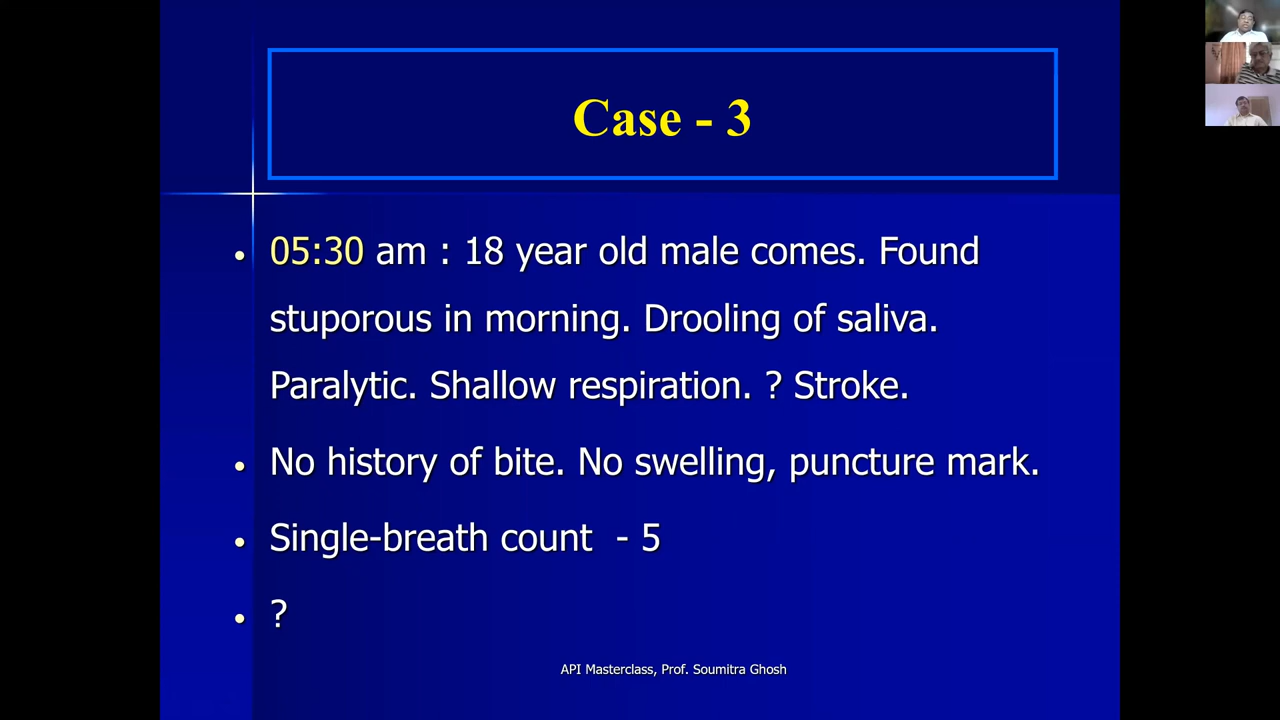 Case - 3
• 05:30 am : 18 year old male comes. Found
stuporous in morning. Drooling of saliva.
Paralytic. Shallow respiration. ? Stroke.
• No history of bite. No swelling, puncture mark.
• Single-breath count  - 5
• ?
API Masterclass, Prof. Soumitra Ghosh